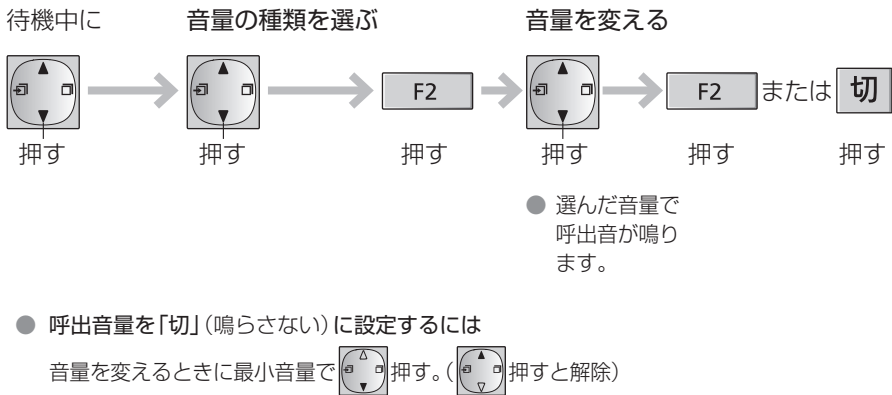 待機中に 音量の種類を選ぶ 音量を変える
F2 F2 または 切
押す 押す 押す 押す 押す 押す
● 選んだ音量で
呼出音が鳴り
ます。
● 呼出音量を「切」(鳴らさない)に設定するには
音量を変えるときに最小音量で 押す。( 押すと解除)